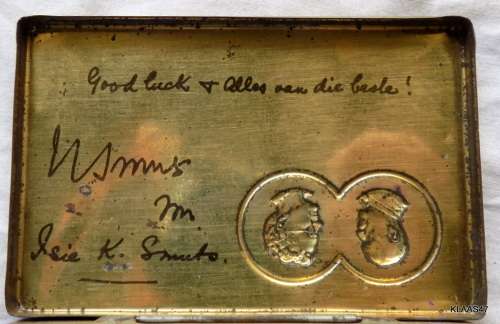 Good luck & Alles van die beste!
JCSmuts
Isie K. Smuts.
KLAAS47